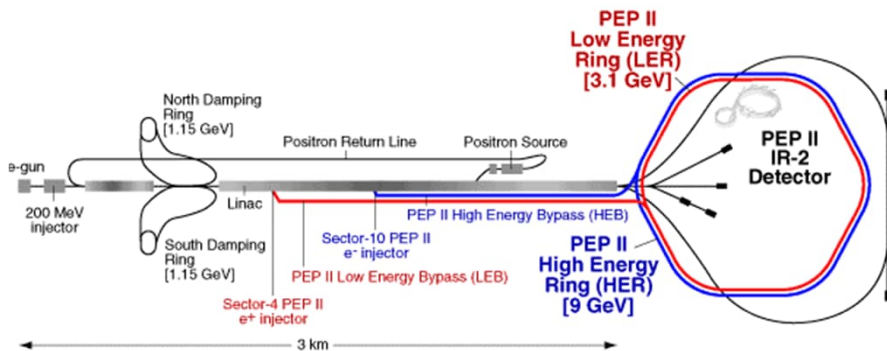 PEP II
Low Energy
Ring (LER)
[3.1 GeV]
North Damping
Ring
[1.15 GeV]
Positron Return Line
Positron Source
PEP II
IR-2
Detector
e-gun
200 MeV
injector
Linac
PEP II High Energy Bypass (HEB)
South Damping
Ring
[1.15 GeV]
Sector-10 PEP II
e- injector
PEP II Low Energy Bypass (LEB)
PEP II
High Energy
Ring (HER)
[9 GeV]
Sector-4 PEP II
e+ injector
3 km